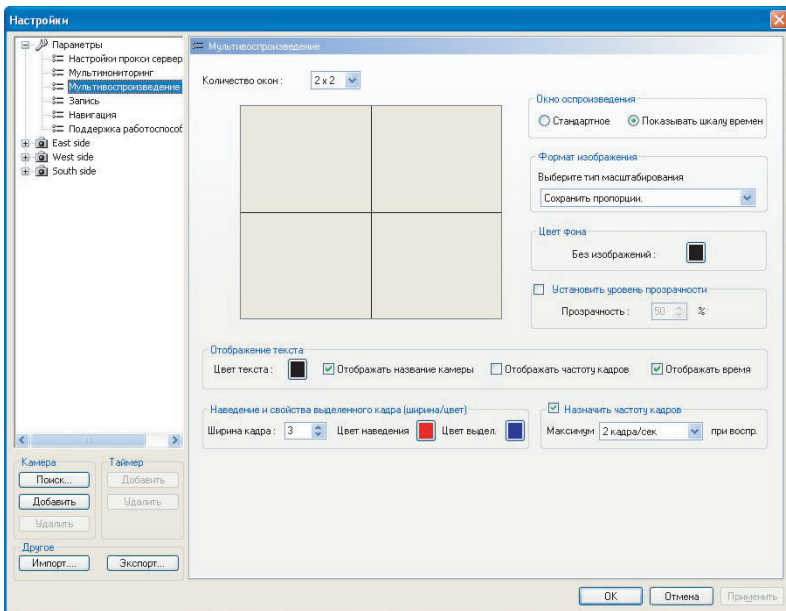 Настройки
Параметры
Настройки прокси сервер
Мультимониторинг
Мультивоспроизведение
Запись
Навигация
Поддержка работоспособ
East side
West side
South side
Камера
Поиск...
Добавить
Удалить
Таймер
Добавить
Удалить
Другое
Импорт....
Экспорт...
Мультивоспроизведение
Количество окон :
2 x 2
Окно оспроизведения
Стандартное
Показывать шкалу времен
Формат изображения
Выберите тип масштабирования
Сохранить пропорции.
Цвет фона
Без изображений :
Установить уровень прозрачности
Прозрачность : 50 %
Отображение текста
Цвет текста : Отображать название камеры Отображать частоту кадров Отображать время
Наведение и свойства выделенного кадра (ширина/цвет)
Ширина кадра : 3 Цвет наведения Цвет выдел.
Назначить частоту кадров
Максимум 2 кадра/сек при воспр.
OK Отмена Применить